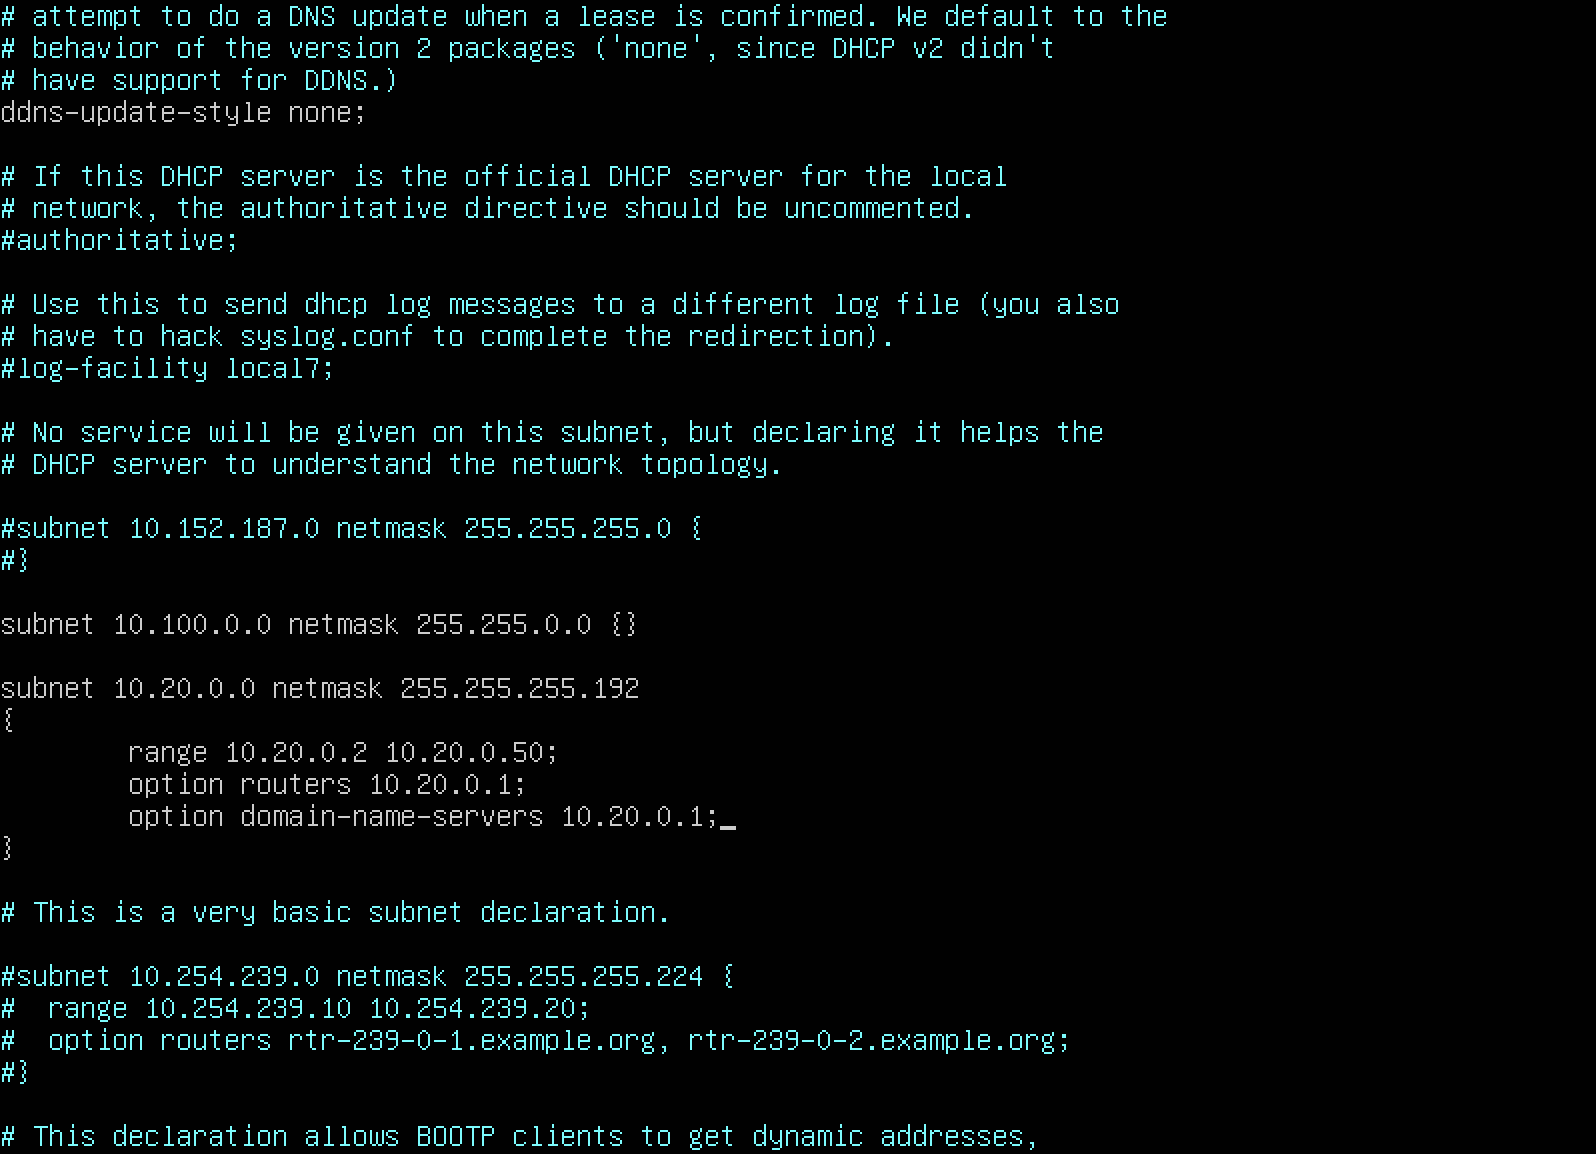 # attempt to do a DNS update when a lease is confirmed. We default to the
# behavior of the version 2 packages ('none', since DHCP v2 didn't
# have support for DDNS.)
ddns-update-style none;

# If this DHCP server is the official DHCP server for the local
# network, the authoritative directive should be uncommented.
#authoritative;

# Use this to send dhcp log messages to a different log file (you also
# have to hack syslog.conf to complete the redirection).
#log-facility local7;

# No service will be given on this subnet, but declaring it helps the
# DHCP server to understand the network topology.

#subnet 10.152.187.0 netmask 255.255.255.0 {
#}

subnet 10.100.0.0 netmask 255.255.0.0 {}

subnet 10.20.0.0 netmask 255.255.255.192
{
        range 10.20.0.2 10.20.0.50;
        option routers 10.20.0.1;
        option domain-name-servers 10.20.0.1;_
}

# This is a very basic subnet declaration.

#subnet 10.254.239.0 netmask 255.255.255.224 {
#  range 10.254.239.10 10.254.239.20;
#  option routers rtr-239-0-1.example.org, rtr-239-0-2.example.org;
#}

# This declaration allows BOOTP clients to get dynamic addresses,